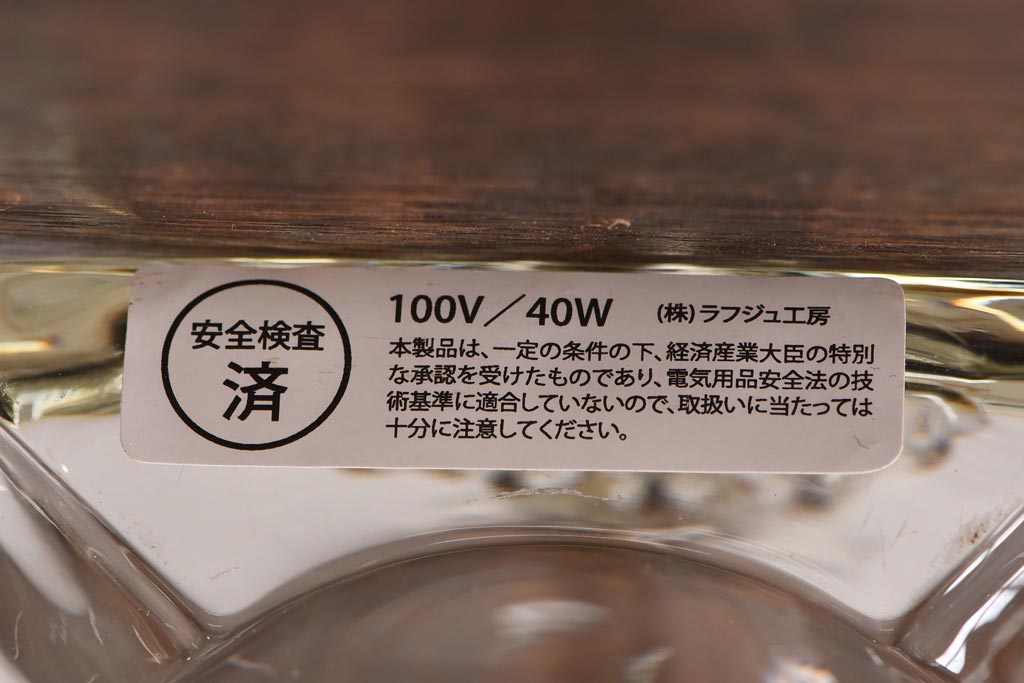 安全検査
済
100V／40W (株)ラフジュ工房
本製品は、一定の条件の下、経済産業大臣の特別
な承認を受けたものであり、電気用品安全法の技
術基準に適合していないので、取扱いに当たっては
十分に注意してください。